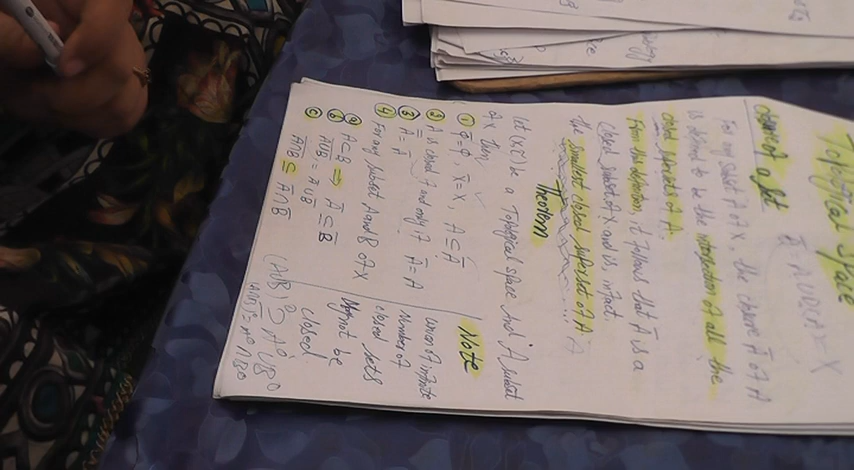 Topological Space
Closure of a set
For any subset A of X, the closure A̅ of A
is defined to be the intersection of all the
closed supersets of A.
From this definition, it follows that A̅ is a
closed subset of X and is, infact,
the smallest closed superset of A.
Theorem
Let (X,τ) be a Topological space and A subset
of X then,
① φ̅ = φ, X̅ = X, A ⊆ A̅
② A is closed if and only if A̅ = A
③ A̅ = A̅
④ For any subset A and B of X
ⓐ A⊂B ⇒ A̅ ⊆ B̅
ⓑ A∪B̅ = A̅ ∪ B̅
ⓒ A∩B̅ ⊆ A̅ ∩ B̅
Note
Union of infinite
Number of
closed sets
May not be
closed
(A∪B)° ⊇ A° ∪ B°
(A∩B)° = A° ∩ B°